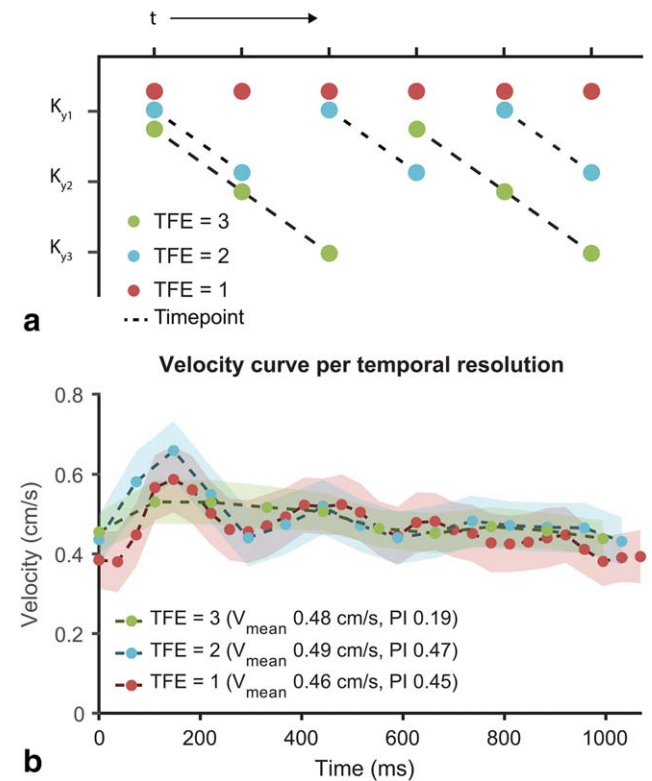 t
Ky1
Ky2
Ky3
TFE = 3
TFE = 2
TFE = 1
Timepoint
a
Velocity curve per temporal resolution
Velocity (cm/s)
0.8
0.6
0.4
0.2
0
TFE = 3 (Vmean 0.48 cm/s, PI 0.19)
TFE = 2 (Vmean 0.49 cm/s, PI 0.47)
TFE = 1 (Vmean 0.46 cm/s, PI 0.45)
0 200 400 600 800 1000
Time (ms)
b